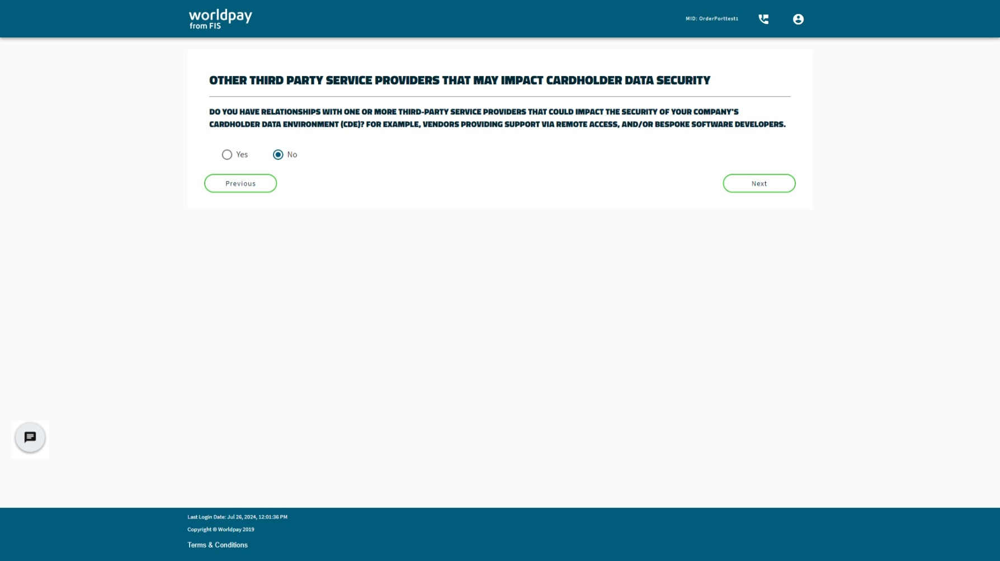 worldpay
from FIS
MID: OrderPorttest1
OTHER THIRD PARTY SERVICE PROVIDERS THAT MAY IMPACT CARDHOLDER DATA SECURITY
DO YOU HAVE RELATIONSHIPS WITH ONE OR MORE THIRD-PARTY SERVICE PROVIDERS THAT COULD IMPACT THE SECURITY OF YOUR COMPANY'S
CARDHOLDER DATA ENVIRONMENT (CDE)? FOR EXAMPLE, VENDORS PROVIDING SUPPORT VIA REMOTE ACCESS, AND/OR BESPOKE SOFTWARE DEVELOPERS.
Yes No
Previous Next
Last Login Date: Jul 26, 2024, 12:01:36 PM
Copyright © Worldpay 2019
Terms & Conditions